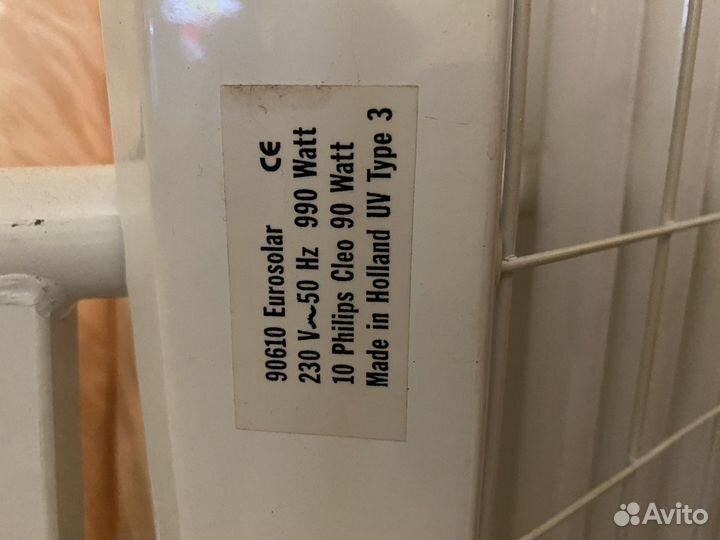 90610 Eurosolar CE
230 V~50 Hz 990 Watt
10 Philips Cleo 90 Watt
Made in Holland UV Type 3
Avito